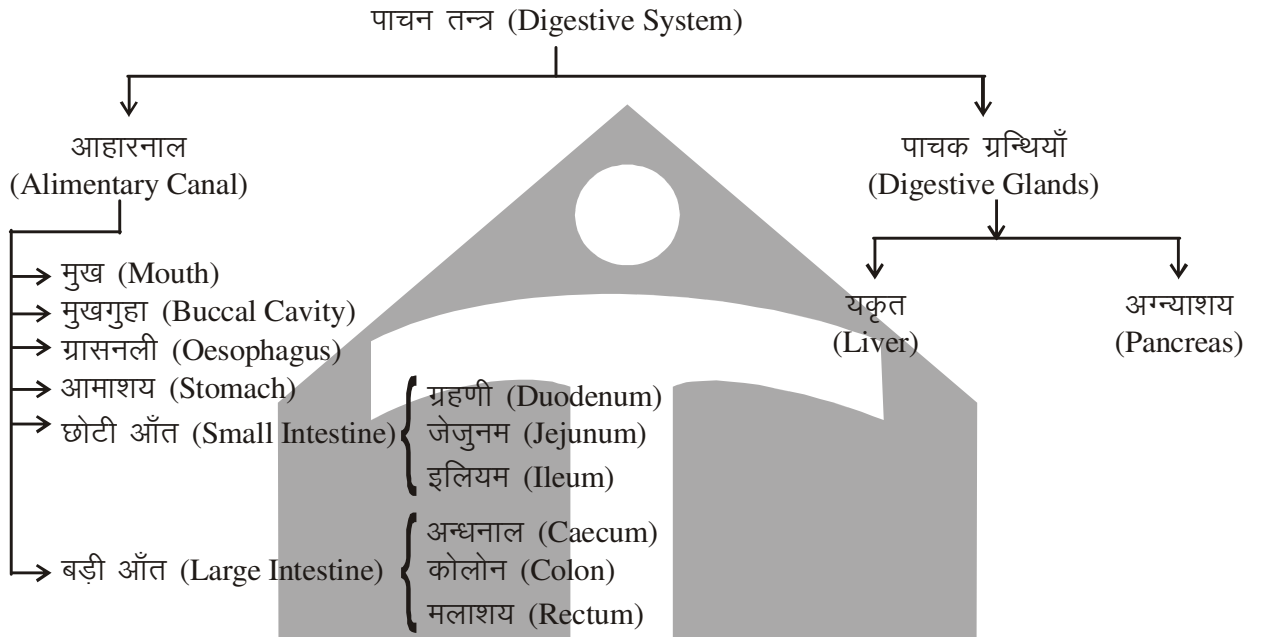 पाचन तन्त्र (Digestive System)
आहारनाल
(Alimentary Canal)
पाचक ग्रन्थियाँ
(Digestive Glands)
मुख (Mouth)
मुखगुहा (Buccal Cavity)
ग्रासनली (Oesophagus)
आमाशय (Stomach)
छोटी आँत (Small Intestine)
ग्रहणी (Duodenum)
जेजुनम (Jejunum)
इलियम (Ileum)
बड़ी आँत (Large Intestine)
अन्धनाल (Caecum)
कोलोन (Colon)
मलाशय (Rectum)
यकृत
(Liver)
अग्न्याशय
(Pancreas)